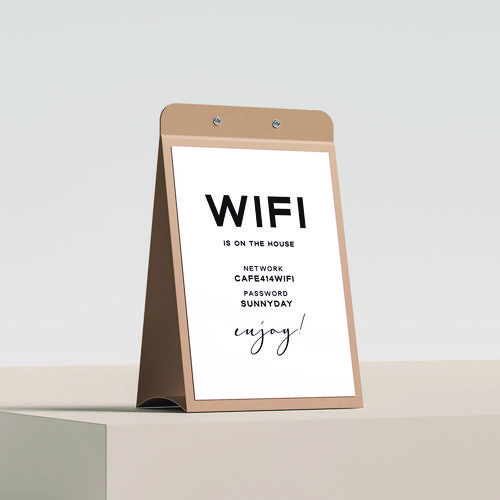 WIFI
IS ON THE HOUSE
NETWORK
CAFE414WIFI
PASSWORD
SUNNYDAY
enjoy!